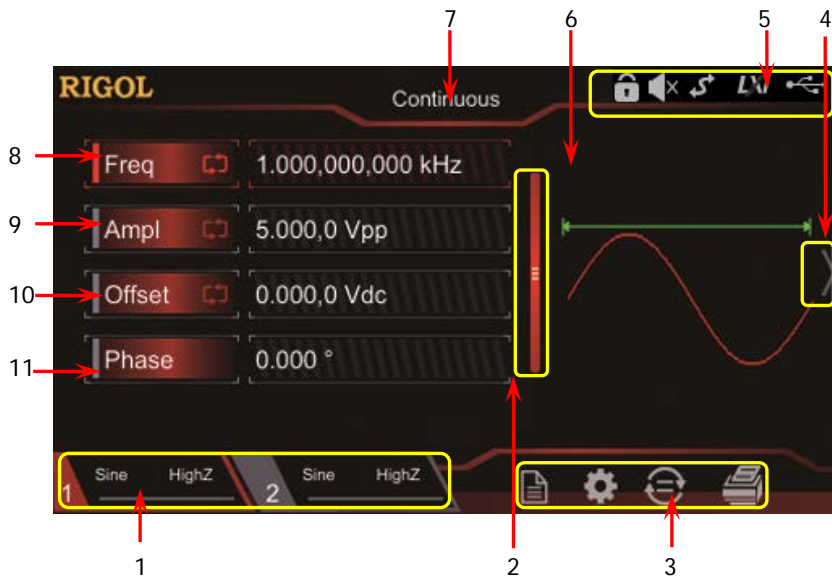 7 6 5 4
RIGOL
Continuous
LXI
8 Freq 1.000,000,000 kHz
9 Ampl 5.000,0 Vpp
10 Offset 0.000,0 Vdc
11 Phase 0.000 °
1 Sine HighZ 2 Sine HighZ
1 2 3